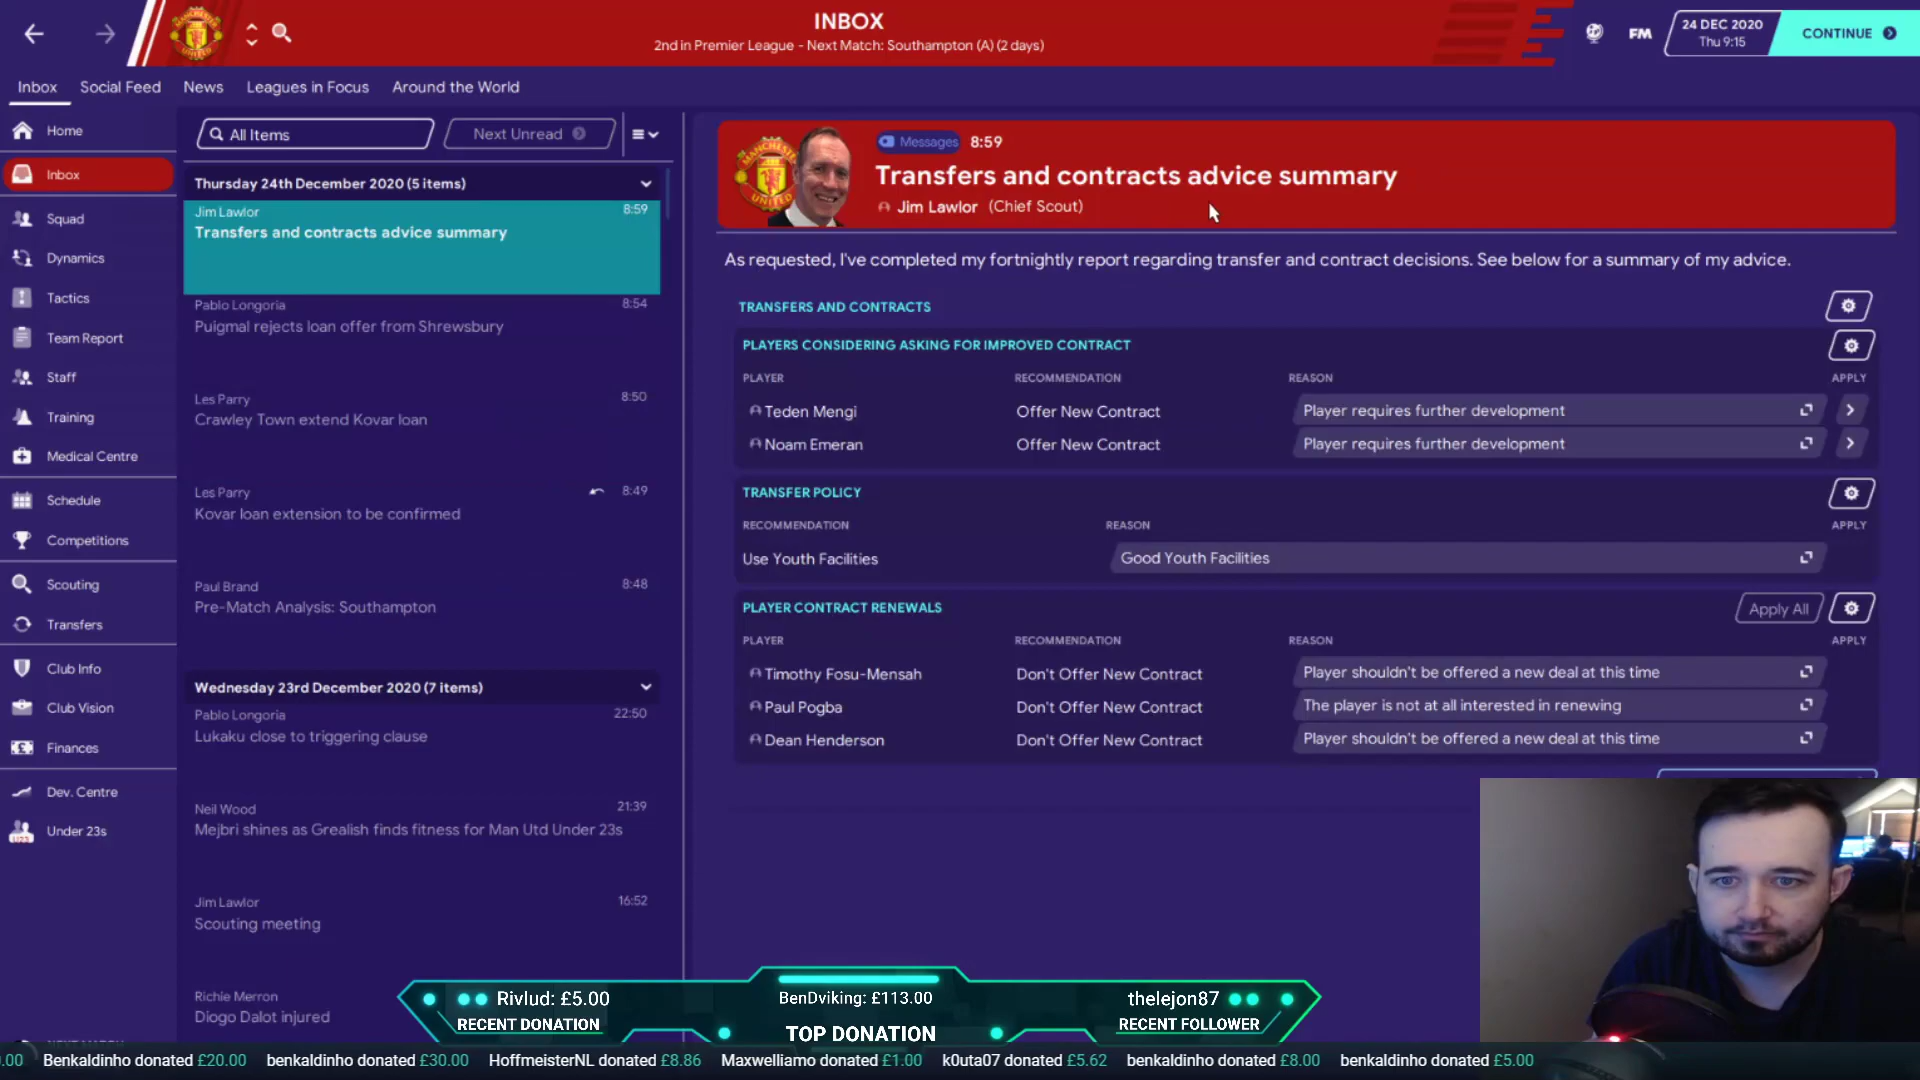 INBOX
2nd in Premier League - Next Match: Southampton (A) (2 days)
FM
24 DEC 2020
Thu 9:15
CONTINUE
Inbox
Social Feed
News
Leagues in Focus
Around the World
Home
Inbox
Squad
Dynamics
Tactics
Team Report
Staff
Training
Medical Centre
Schedule
Competitions
Scouting
Transfers
Club Info
Club Vision
Finances
Dev. Centre
Under 23s
All Items
Next Unread
Thursday 24th December 2020 (5 items)
Jim Lawlor 8:59
Transfers and contracts advice summary
Pablo Longoria 8:54
Puigmal rejects loan offer from Shrewsbury
Les Parry 8:50
Crawley Town extend Kovar loan
Les Parry 8:49
Kovar loan extension to be confirmed
Paul Brand 8:48
Pre-Match Analysis: Southampton
Wednesday 23rd December 2020 (7 items)
Pablo Longoria 22:50
Lukaku close to triggering clause
Neil Wood 21:39
Mejbri shines as Grealish finds fitness for Man Utd Under 23s
Jim Lawlor 16:52
Scouting meeting
Richie Merron
Diogo Dalot injured
MANCHESTER
UNITED
Messages 8:59
Transfers and contracts advice summary
Jim Lawlor (Chief Scout)
As requested, I've completed my fortnightly report regarding transfer and contract decisions. See below for a summary of my advice.
TRANSFERS AND CONTRACTS
PLAYERS CONSIDERING ASKING FOR IMPROVED CONTRACT
PLAYER RECOMMENDATION REASON APPLY
Teden Mengi Offer New Contract Player requires further development
Noam Emeran Offer New Contract Player requires further development
TRANSFER POLICY
RECOMMENDATION REASON APPLY
Use Youth Facilities Good Youth Facilities
PLAYER CONTRACT RENEWALS Apply All
PLAYER RECOMMENDATION REASON APPLY
Timothy Fosu-Mensah Don't Offer New Contract Player shouldn't be offered a new deal at this time
Paul Pogba Don't Offer New Contract The player is not at all interested in renewing
Dean Henderson Don't Offer New Contract Player shouldn't be offered a new deal at this time
Rivlud: £5.00
RECENT DONATION
BenDviking: £113.00
TOP DONATION
thelejon87
RECENT FOLLOWER
0.00 Benkaldinho donated £20.00 benkaldinho donated £30.00 HoffmeisterNL donated £8.86 Maxwelliamo donated £1.00 k0uta07 donated £5.62 benkaldinho donated £8.00 benkaldinho donated £5.00